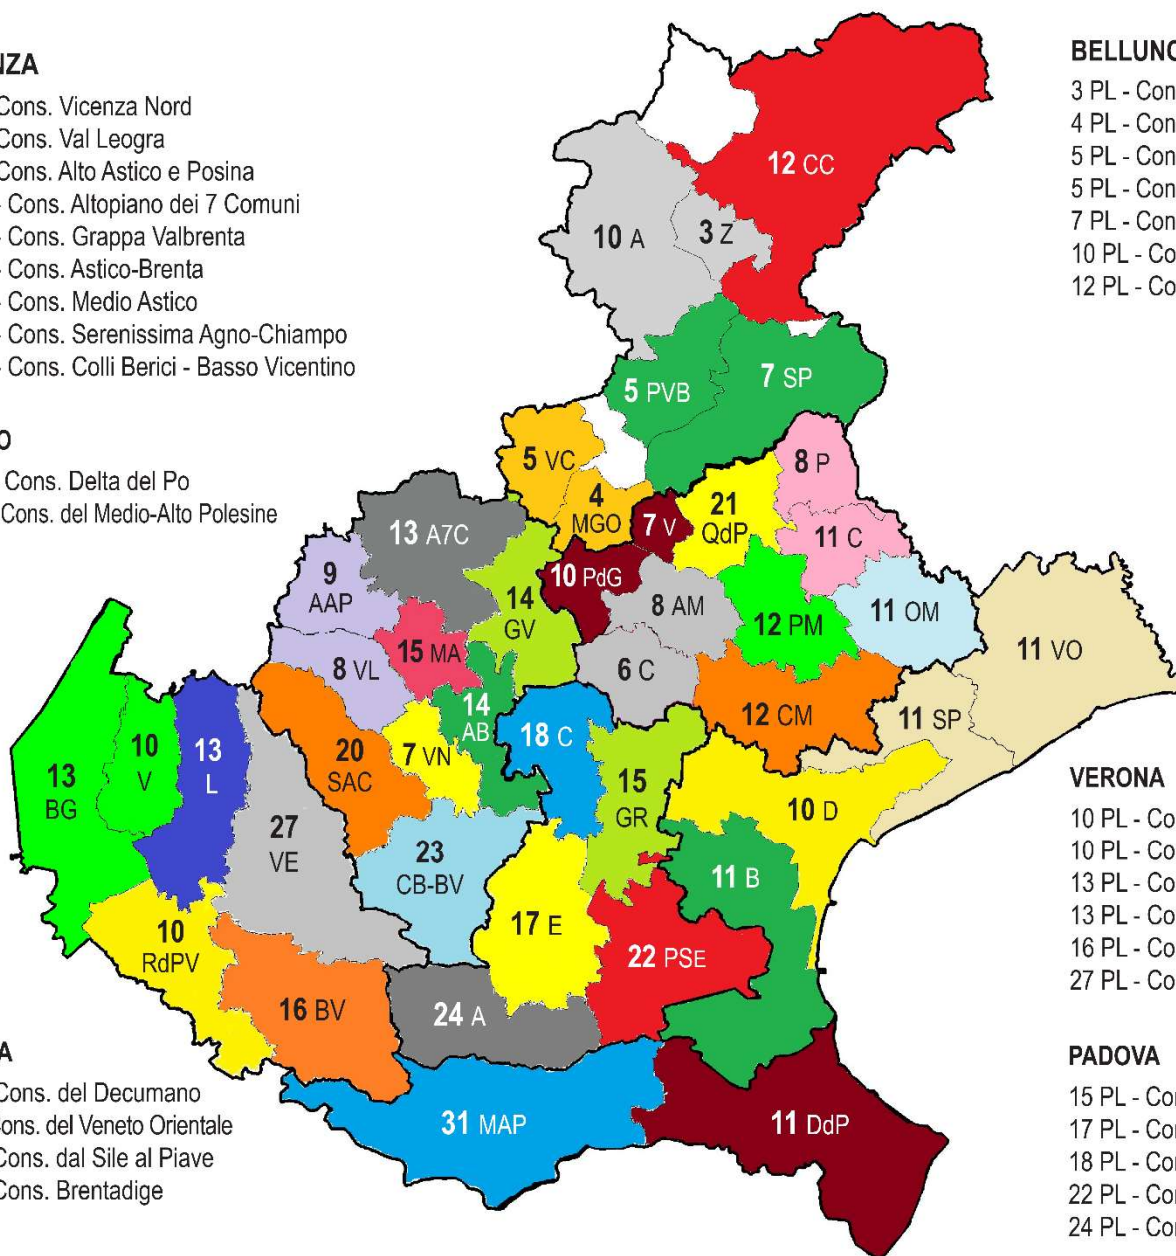 NZA
Cons. Vicenza Nord
Cons. Val Leogra
Cons. Alto Astico e Posina
- Cons. Altopiano dei 7 Comuni
- Cons. Grappa Valbrenta
- Cons. Astico-Brenta
- Cons. Medio Astico
- Cons. Serenissima Agno-Chiampo
- Cons. Colli Berici - Basso Vicentino
O
Cons. Delta del Po
Cons. del Medio-Alto Polesine
BELLUNO
3 PL - Con
4 PL - Con
5 PL - Con
5 PL - Con
7 PL - Con
10 PL - Co
12 PL - Co
12 CC
10 A
3 Z
5 PVB
7 SP
5 VC
4
MGO
7 V
21
QdP
8 P
11 C
13 A7C
9
AAP
10 PdG
14
GV
8 AM
12 PM
11 OM
11 VO
15 MA
8 VL
6 C
12 CM
11 SP
14
AB
18 C
7 VN
20
SAC
13
L
10
V
13
BG
27
VE
15
GR
10 D
23
CB-BV
11 B
17 E
10
RdPV
22 PSE
16 BV
24 A
31 MAP
11 DdP
VERONA
10 PL - Co
10 PL - Co
13 PL - Co
13 PL - Co
16 PL - Co
27 PL - Co
A
Cons. del Decumano
Cons. del Veneto Orientale
Cons. dal Sile al Piave
Cons. Brentadige
PADOVA
15 PL - Con
17 PL - Con
18 PL - Con
22 PL - Con
24 PL - Con